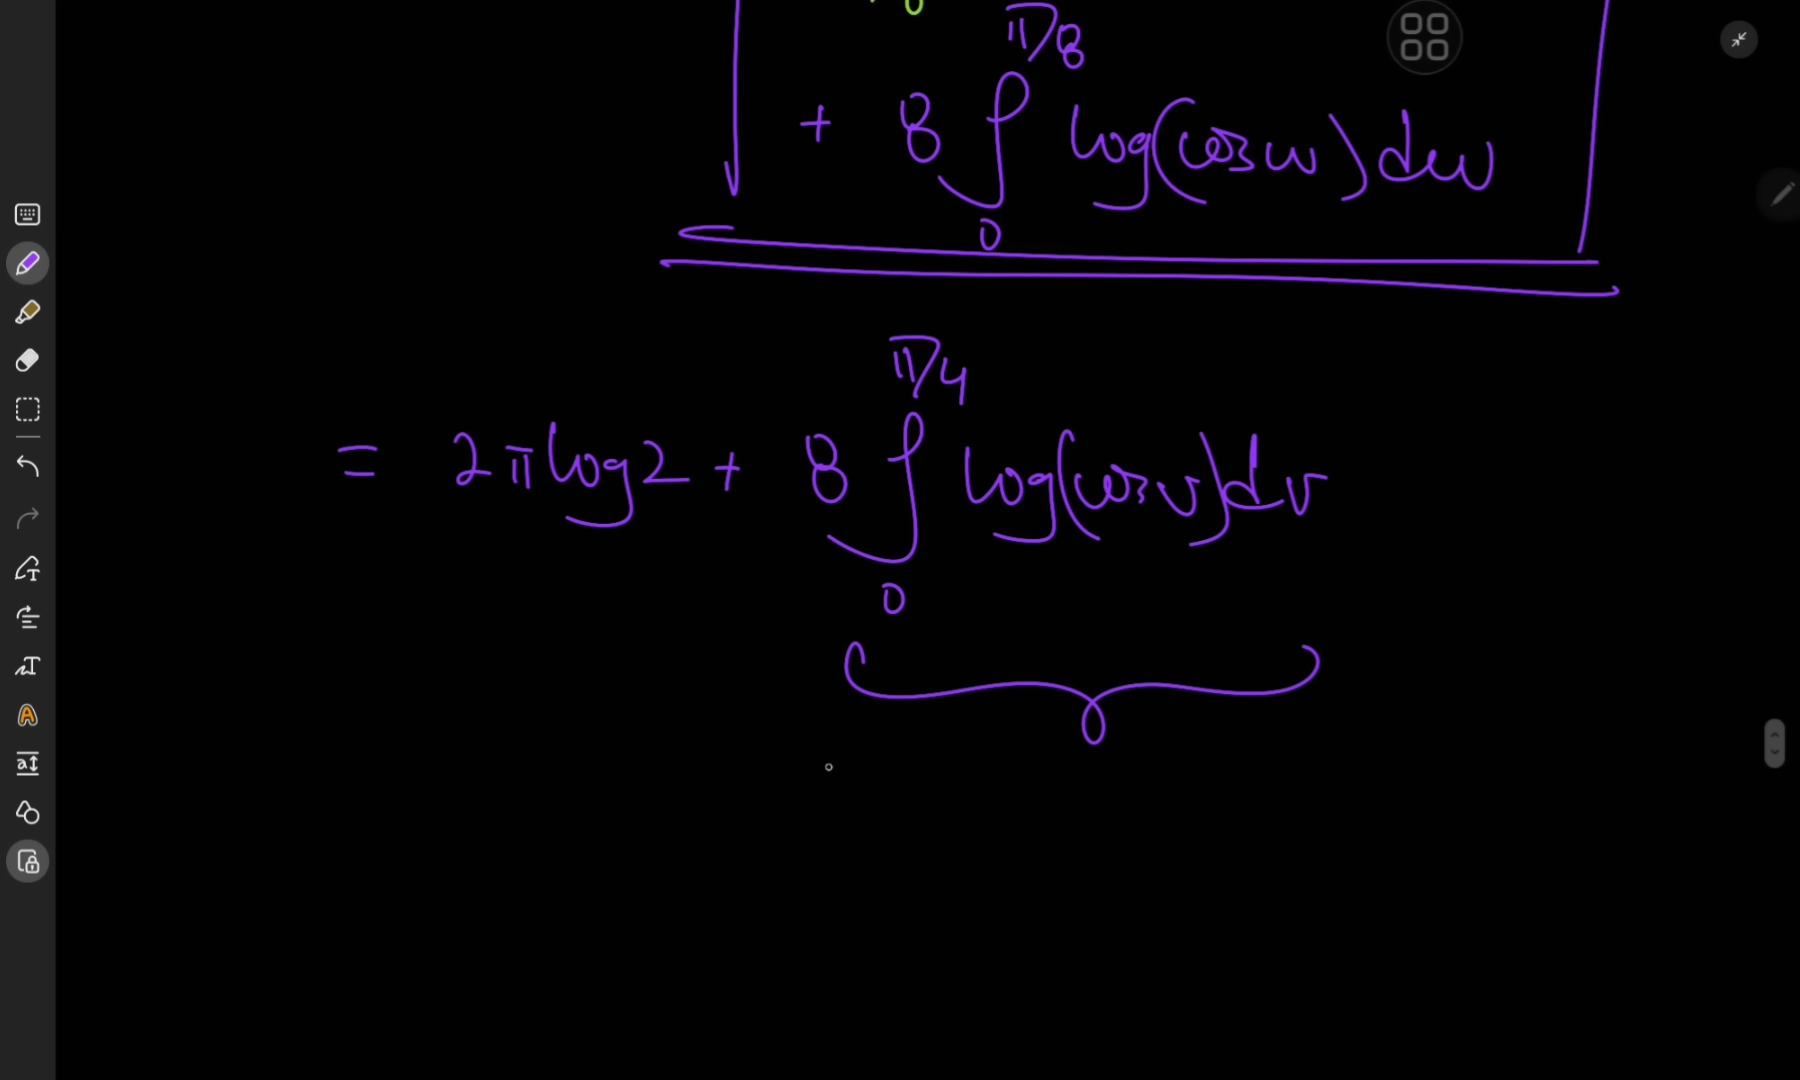 π/8
+ 8 ∫ log(cos w) dw
0
π/4
= 2π log 2 + 8 ∫ log(cos v) dv
0